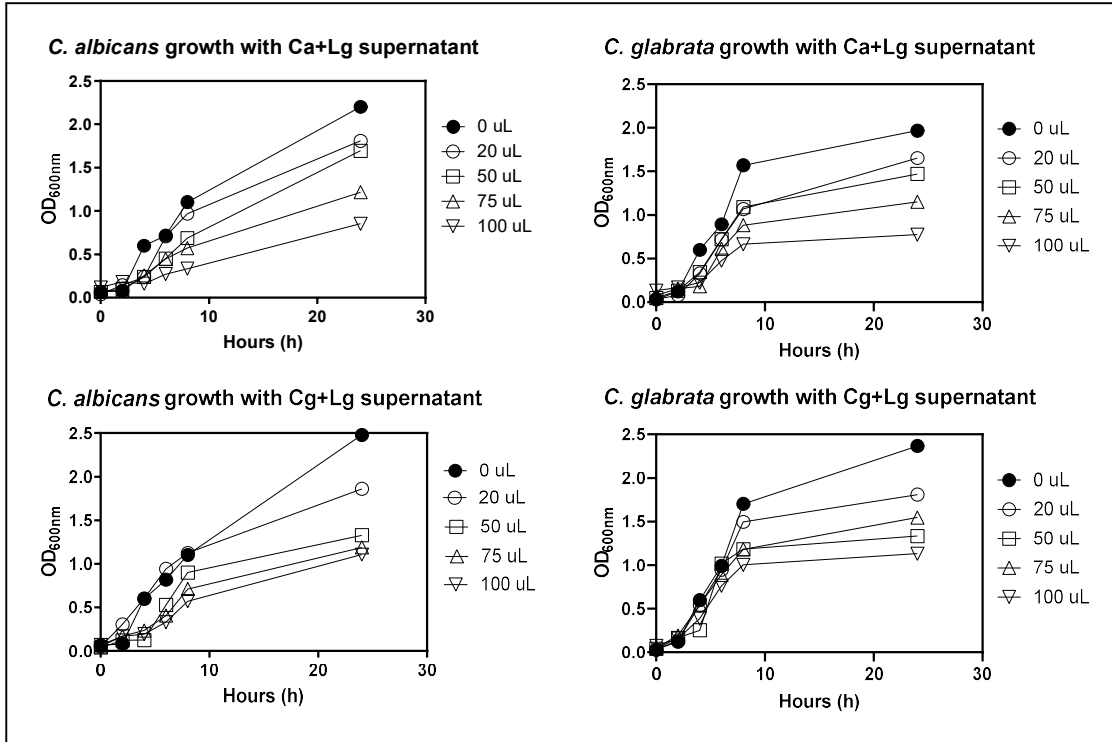 C. albicans growth with Ca+Lg supernatant
2.5
2.0
1.5
1.0
0.5
0.0
OD600nm
0
10
20
30
Hours (h)
0 uL
20 uL
50 uL
75 uL
100 uL
C. glabrata growth with Ca+Lg supernatant
2.5
2.0
1.5
1.0
0.5
0.0
OD600nm
0
10
20
30
Hours (h)
0 uL
20 uL
50 uL
75 uL
100 uL
C. albicans growth with Cg+Lg supernatant
2.5
2.0
1.5
1.0
0.5
0.0
OD600nm
0
10
20
30
Hours (h)
0 uL
20 uL
50 uL
75 uL
100 uL
C. glabrata growth with Cg+Lg supernatant
2.5
2.0
1.5
1.0
0.5
0.0
OD600nm
0
10
20
30
Hours (h)
0 uL
20 uL
75 uL
50 uL
100 uL